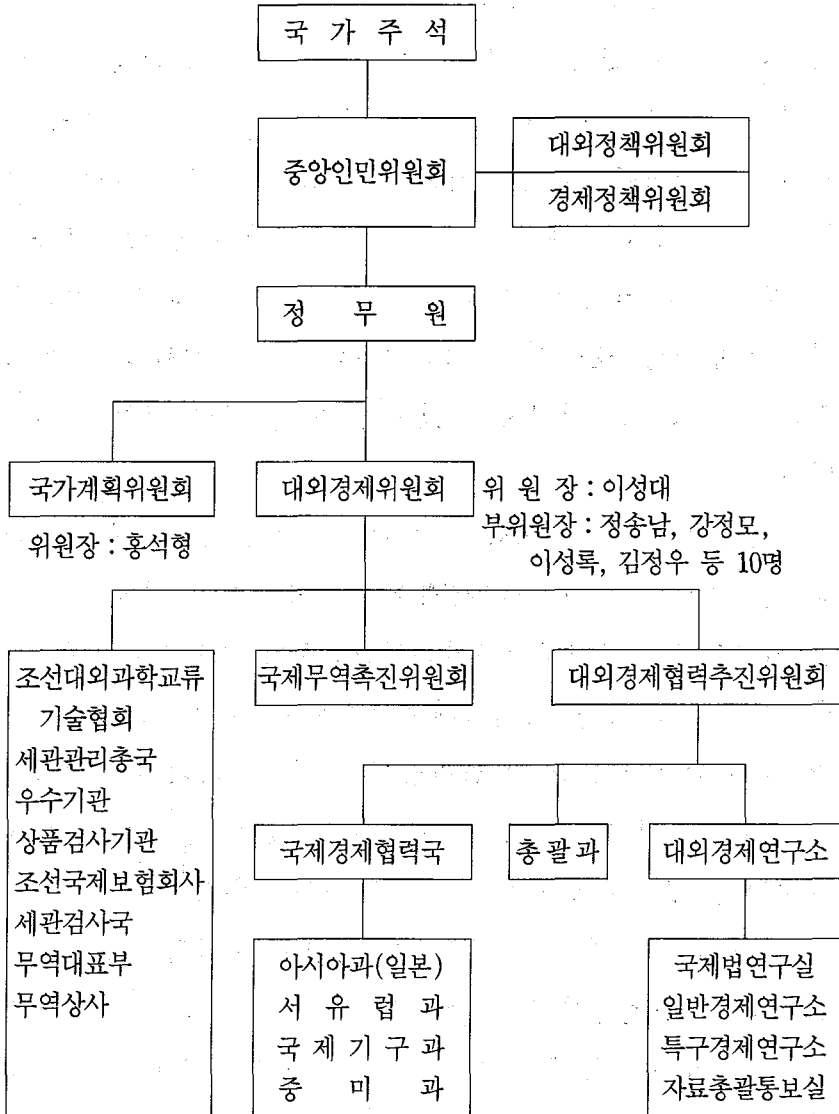 국 가 주 석
중앙인민위원회
대외정책위원회
경제정책위원회
정 무 원
국가계획위원회
위원장 : 홍석형
대외경제위원회
위 원 장 : 이성대
부위원장 : 정송남, 강정모,
이성록, 김정우 등 10명
조선대외과학교류
기술협회
세관관리총국
우수기관
상품검사기관
조선국제보험회사
세관검사국
무역대표부
무역상사
국제무역촉진위원회
대외경제협력추진위원회
국제경제협력국
총괄과
대외경제연구소
아시아과(일본)
서 유 럽 과
국 제 기 구 과
중 미 과
국제법연구실
일반경제연구소
특구경제연구소
자료총괄통보실